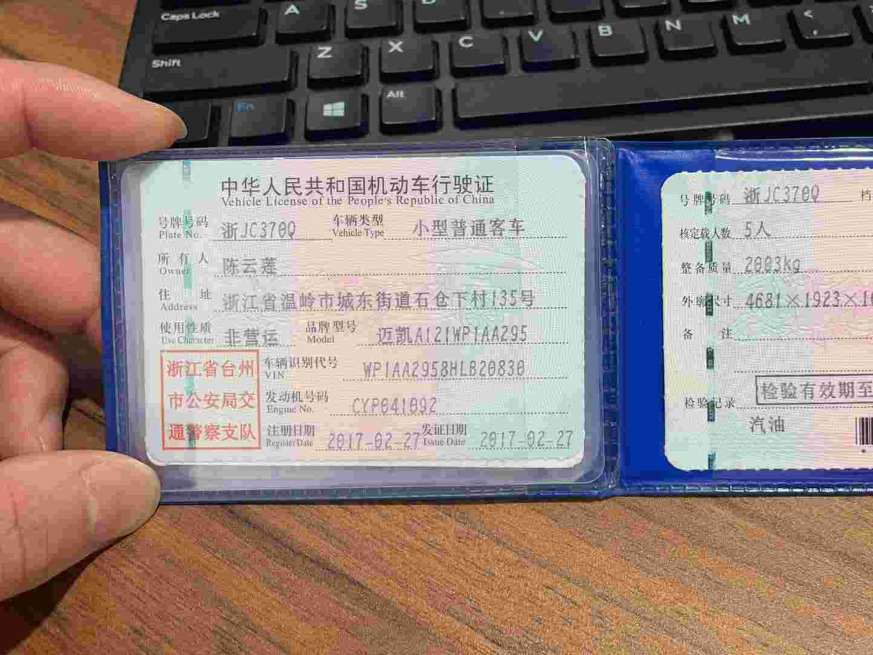 Caps Lock
A
S
D
Shift
Z
X
C
V
B
N
M
<
Fn
Alt
中华人民共和国机动车行驶证
Vehicle License of the People's Republic of China
号牌号码 浙JC370Q 车辆类型 小型普通客车
Plate No. Vehicle Type
所有人 陈云莲
Owner
住址 浙江省温岭市城东街道石仓下村135号
Address
使用性质 非营运 品牌型号 迈凯A121WP1AA295
Use Character Model
浙江省台州
市公安局交
通警察支队
车辆识别代号 WP1AA2958HLB20830
VIN
发动机号码 CYP041092
Engine No.
注册日期 2017-02-27 发证日期 2017-02-27
Register Date Issue Date
号牌号码 浙JC370Q 档
核定载人数 5人
整备质量 2003kg
外廓尺寸 4681×1923×1
备注
检验有效期至
检验记录
汽油